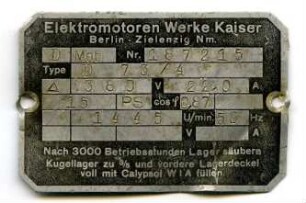 Elektromotoren Werke Kaiser
Berlin - Zielenzig Nm.
D Mot. Nr. 187215
Type D 73/4
△ 380 V 22,0 A
15 PS cos φ 0,87
1445 U/min. 50 Hz
V A
Nach 3000 Betriebsstunden Lager säubern
Kugellager zu ⅔ und vordere Lagerdeckel
voll mit Calypsol WIA füllen.